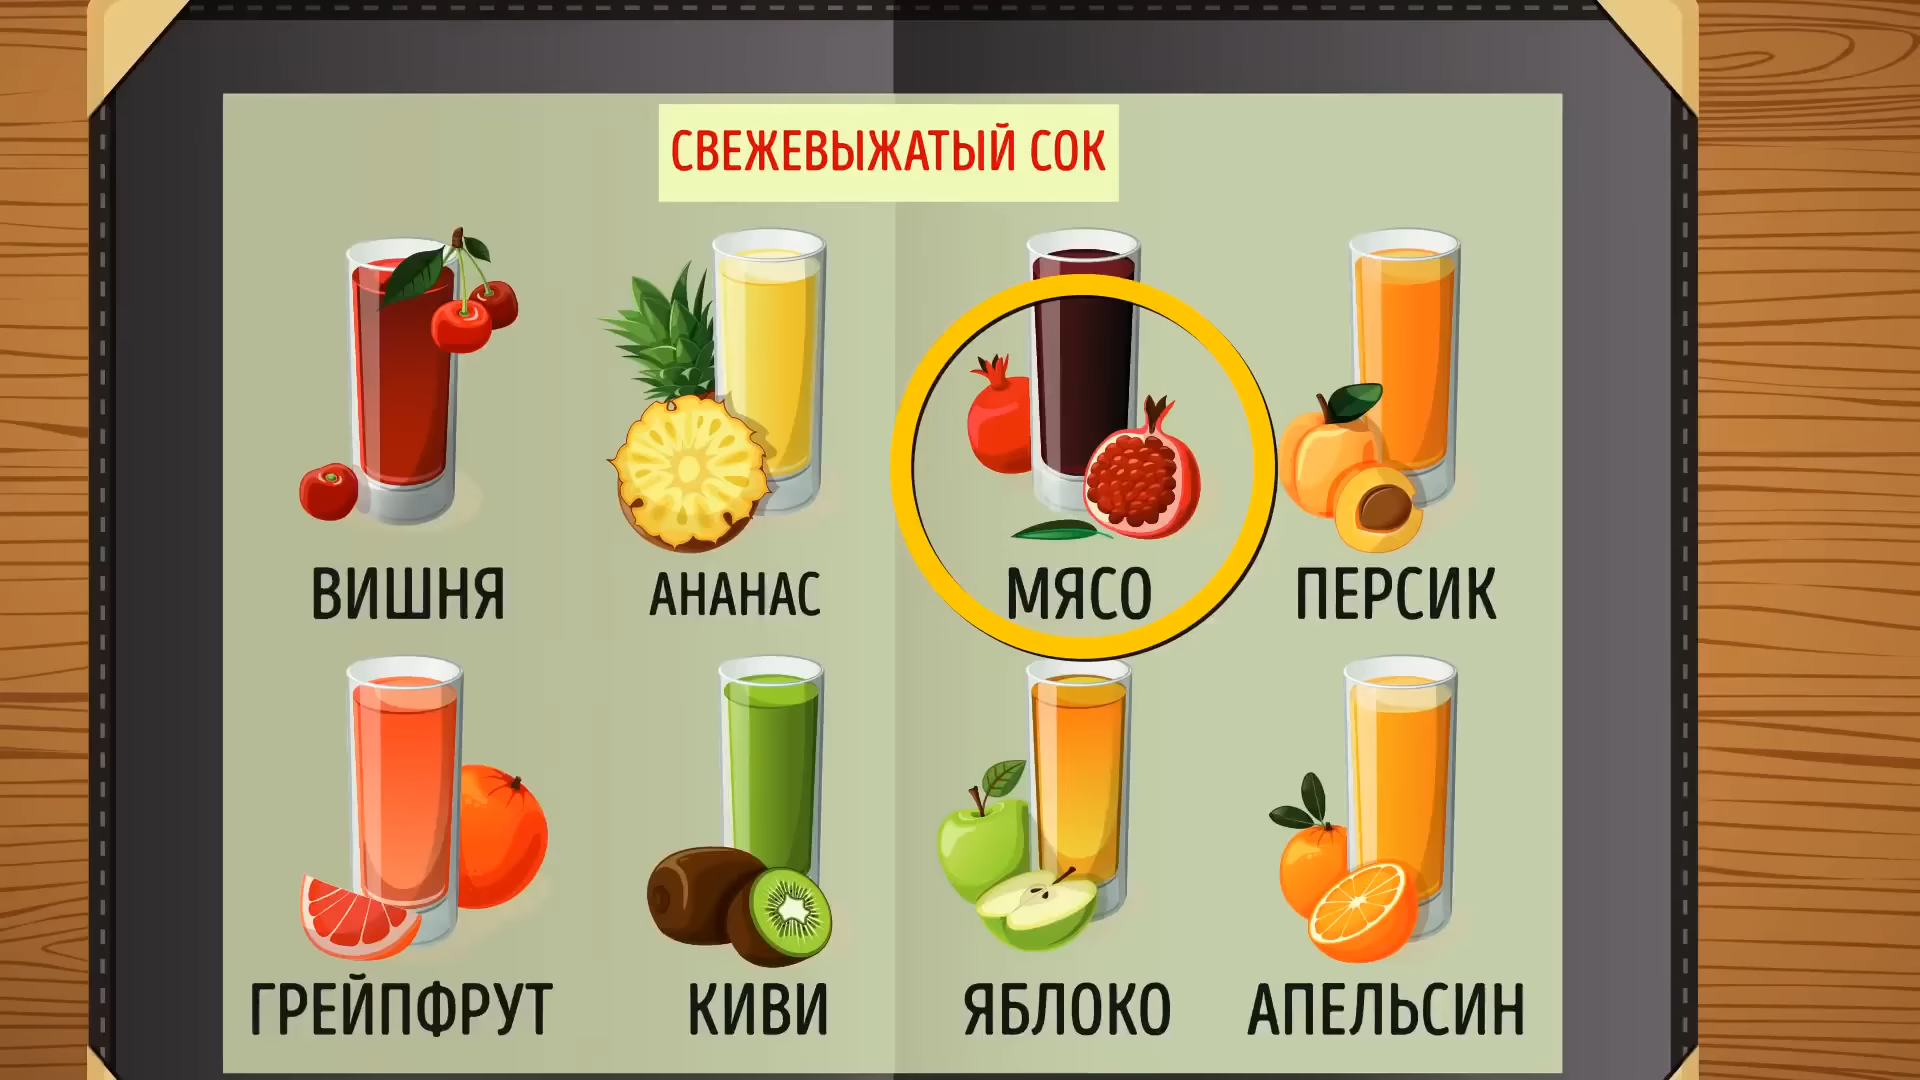 СВЕЖЕВЫЖАТЫЙ СОК
ВИШНЯ
АНАНАС
МЯСО
ПЕРСИК
ГРЕЙПФРУТ
КИВИ
ЯБЛОКО
АПЕЛЬСИН